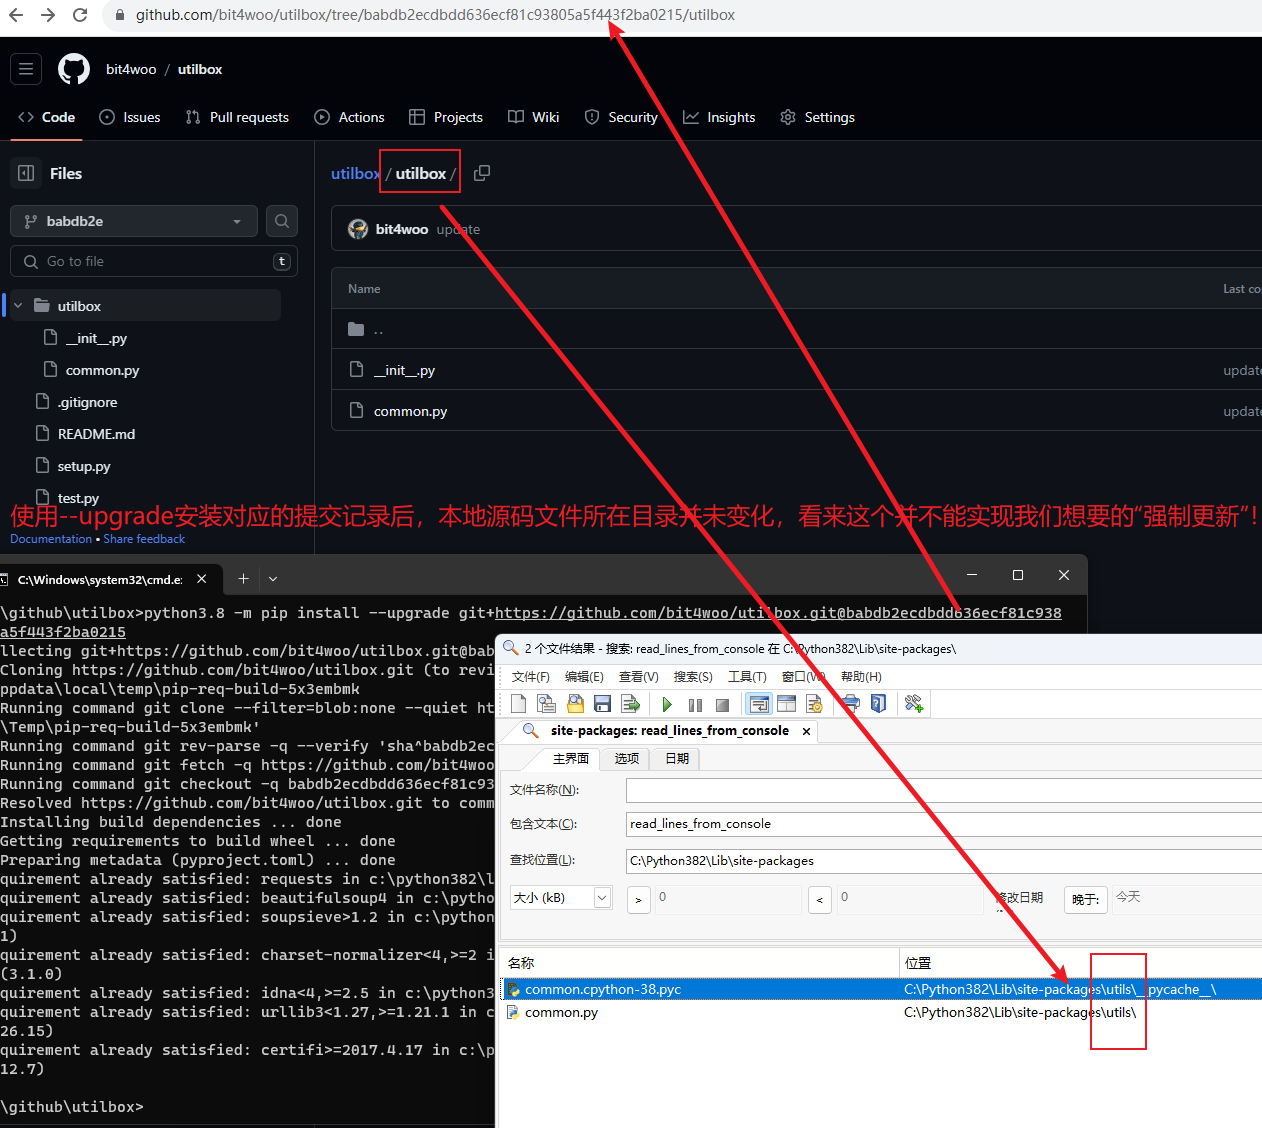 github.com/bit4woo/utilbox/tree/babdb2ecdbdd636ecf81c93805a5f443f2ba0215/utilbox
bit4woo / utilbox
Code Issues Pull requests Actions Projects Wiki Security Insights Settings
Files
utilbox / utilbox /
babdb2e
bit4woo update
Go to file t
Name Last co
utilbox
..
__init__.py
__init__.py upda
common.py
common.py upda
.gitignore
README.md
setup.py
test.py
使用--upgrade安装对应的提交记录后，本地源码文件所在目录并未变化，看来这个并不能实现我们想要的“强制更新”！
Documentation • Share feedback
C:\Windows\system32\cmd.e
\github\utilbox>python3.8 -m pip install --upgrade git+https://github.com/bit4woo/utilbox.git@babdb2ecdbdd636ecf81c938
a5f443f2ba0215
llecting git+https://github.com/bit4woo/utilbox.git@bab
Cloning https://github.com/bit4woo/utilbox.git (to revi
ppdata\local\temp\pip-req-build-5x3embmk
Running command git clone --filter=blob:none --quiet ht
\Temp\pip-req-build-5x3embmk'
Running command git rev-parse -q --verify 'sha^babdb2ec
Running command git fetch -q https://github.com/bit4woo
Running command git checkout -q babdb2ecdbdd636ecf81c93
Resolved https://github.com/bit4woo/utilbox.git to comm
Installing build dependencies ... done
Getting requirements to build wheel ... done
Preparing metadata (pyproject.toml) ... done
quirement already satisfied: requests in c:\python382\l
quirement already satisfied: beautifulsoup4 in c:\pytho
quirement already satisfied: soupsieve>1.2 in c:\python
1)
quirement already satisfied: charset-normalizer<4,>=2 i
(3.1.0)
quirement already satisfied: idna<4,>=2.5 in c:\python3
quirement already satisfied: urllib3<1.27,>=1.21.1 in c
26.15)
quirement already satisfied: certifi>=2017.4.17 in c:\p
12.7)
\github\utilbox>
2 个文件结果 - 搜索: read_lines_from_console 在 C:\Python382\Lib\site-packages\
文件(F) 编辑(E) 查看(V) 搜索(S) 工具(T) 窗口(W) 帮助(H)
site-packages: read_lines_from_console
主界面 选项 日期
文件名称(N):
包含文本(C): read_lines_from_console
查找位置(L): C:\Python382\Lib\site-packages
大小 (kB) > 0 < 0 修改日期 晚于: 今天
名称 位置
common.cpython-38.pyc C:\Python382\Lib\site-packages\utils\__pycache__\
common.py C:\Python382\Lib\site-packages\utils\